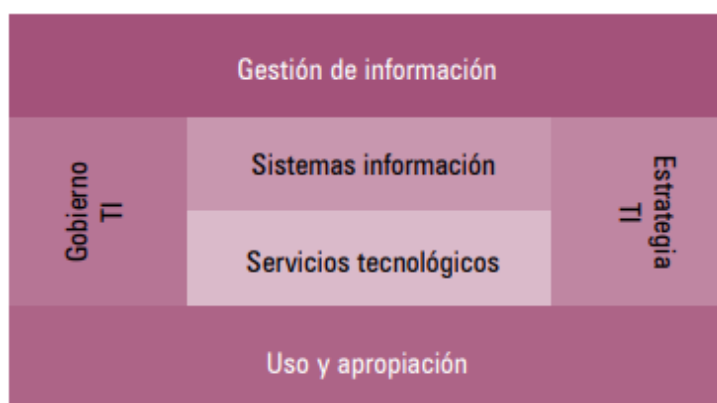 Gestión de información
Gobierno
TI
Sistemas información
Servicios tecnológicos
Estrategia
TI
Uso y apropiación